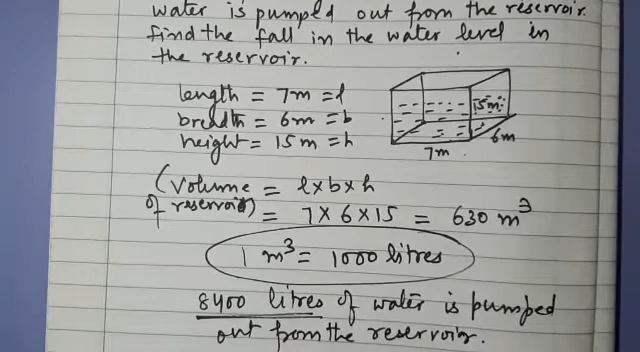 water is pumped out from the reservoir.
find the fall in the water level in
the reservoir.
length = 7m = l
breadth = 6m = b
height = 15m = h
15m
6m
7m
(volume = l×b×h
of reservoir) = 7×6×15 = 630 m³
1 m³ = 1000 litres
8400 litres of water is pumped
out from the reservoir.